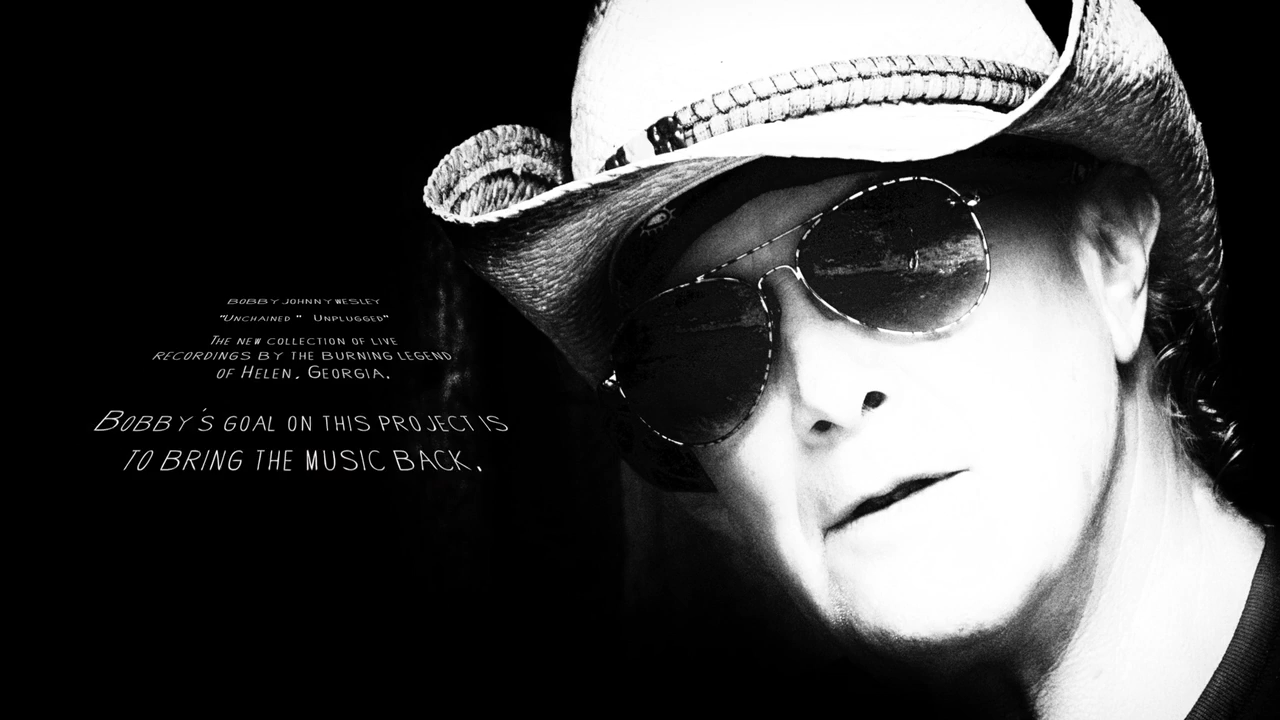 BOBBY JOHNNY WESLEY
"UNCHAINED " UNPLUGGED"
THE NEW COLLECTION OF LIVE
RECORDINGS BY THE BURNING LEGEND
OF HELEN, GEORGIA.
BOBBY'S GOAL ON THIS PROJECT IS
TO BRING THE MUSIC BACK.